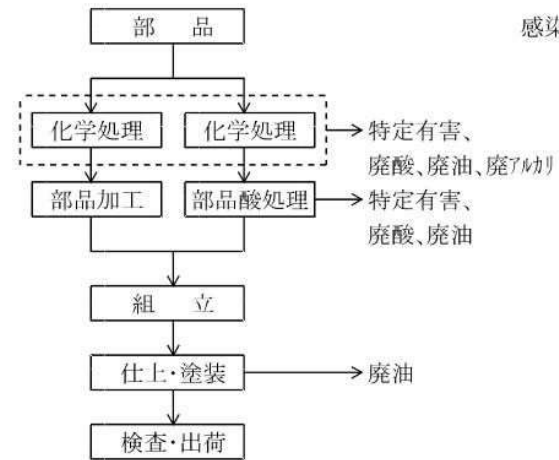 部　品
感染
化学処理　化学処理
特定有害、
廃酸、廃油、廃アルカリ
部品加工　部品酸処理
特定有害、
廃酸、廃油
組　立
仕上・塗装
廃油
検査・出荷